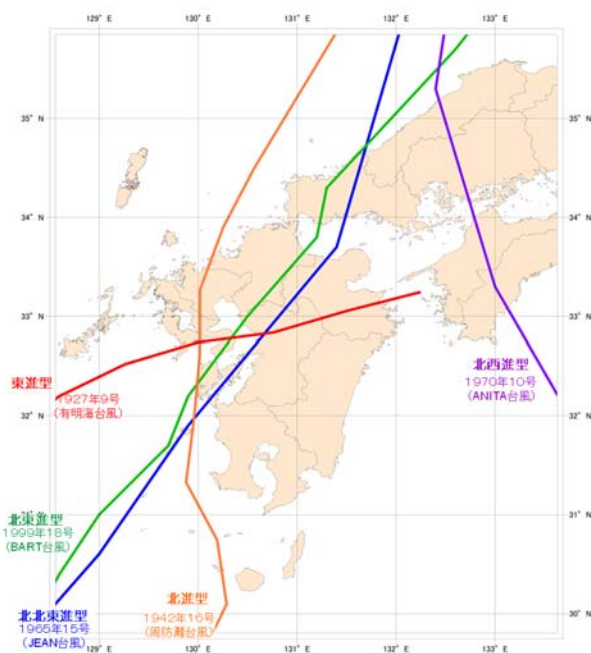 129° E
130° E
131° E
132° E
133° E
35° N
35° N
34° N
34° N
33° N
33° N
北西進型
1970年10号
(ANITA台風)
東進型
1927年9号
(有明海台風)
32° N
32° N
31° N
31° N
北東進型
1999年18号
(BART台風)
北進型
1942年16号
(周防灘台風)
北北東進型
1965年15号
(JEAN台風)
30° N
30° N
129° E
130° E
131° E
132° E
133° E